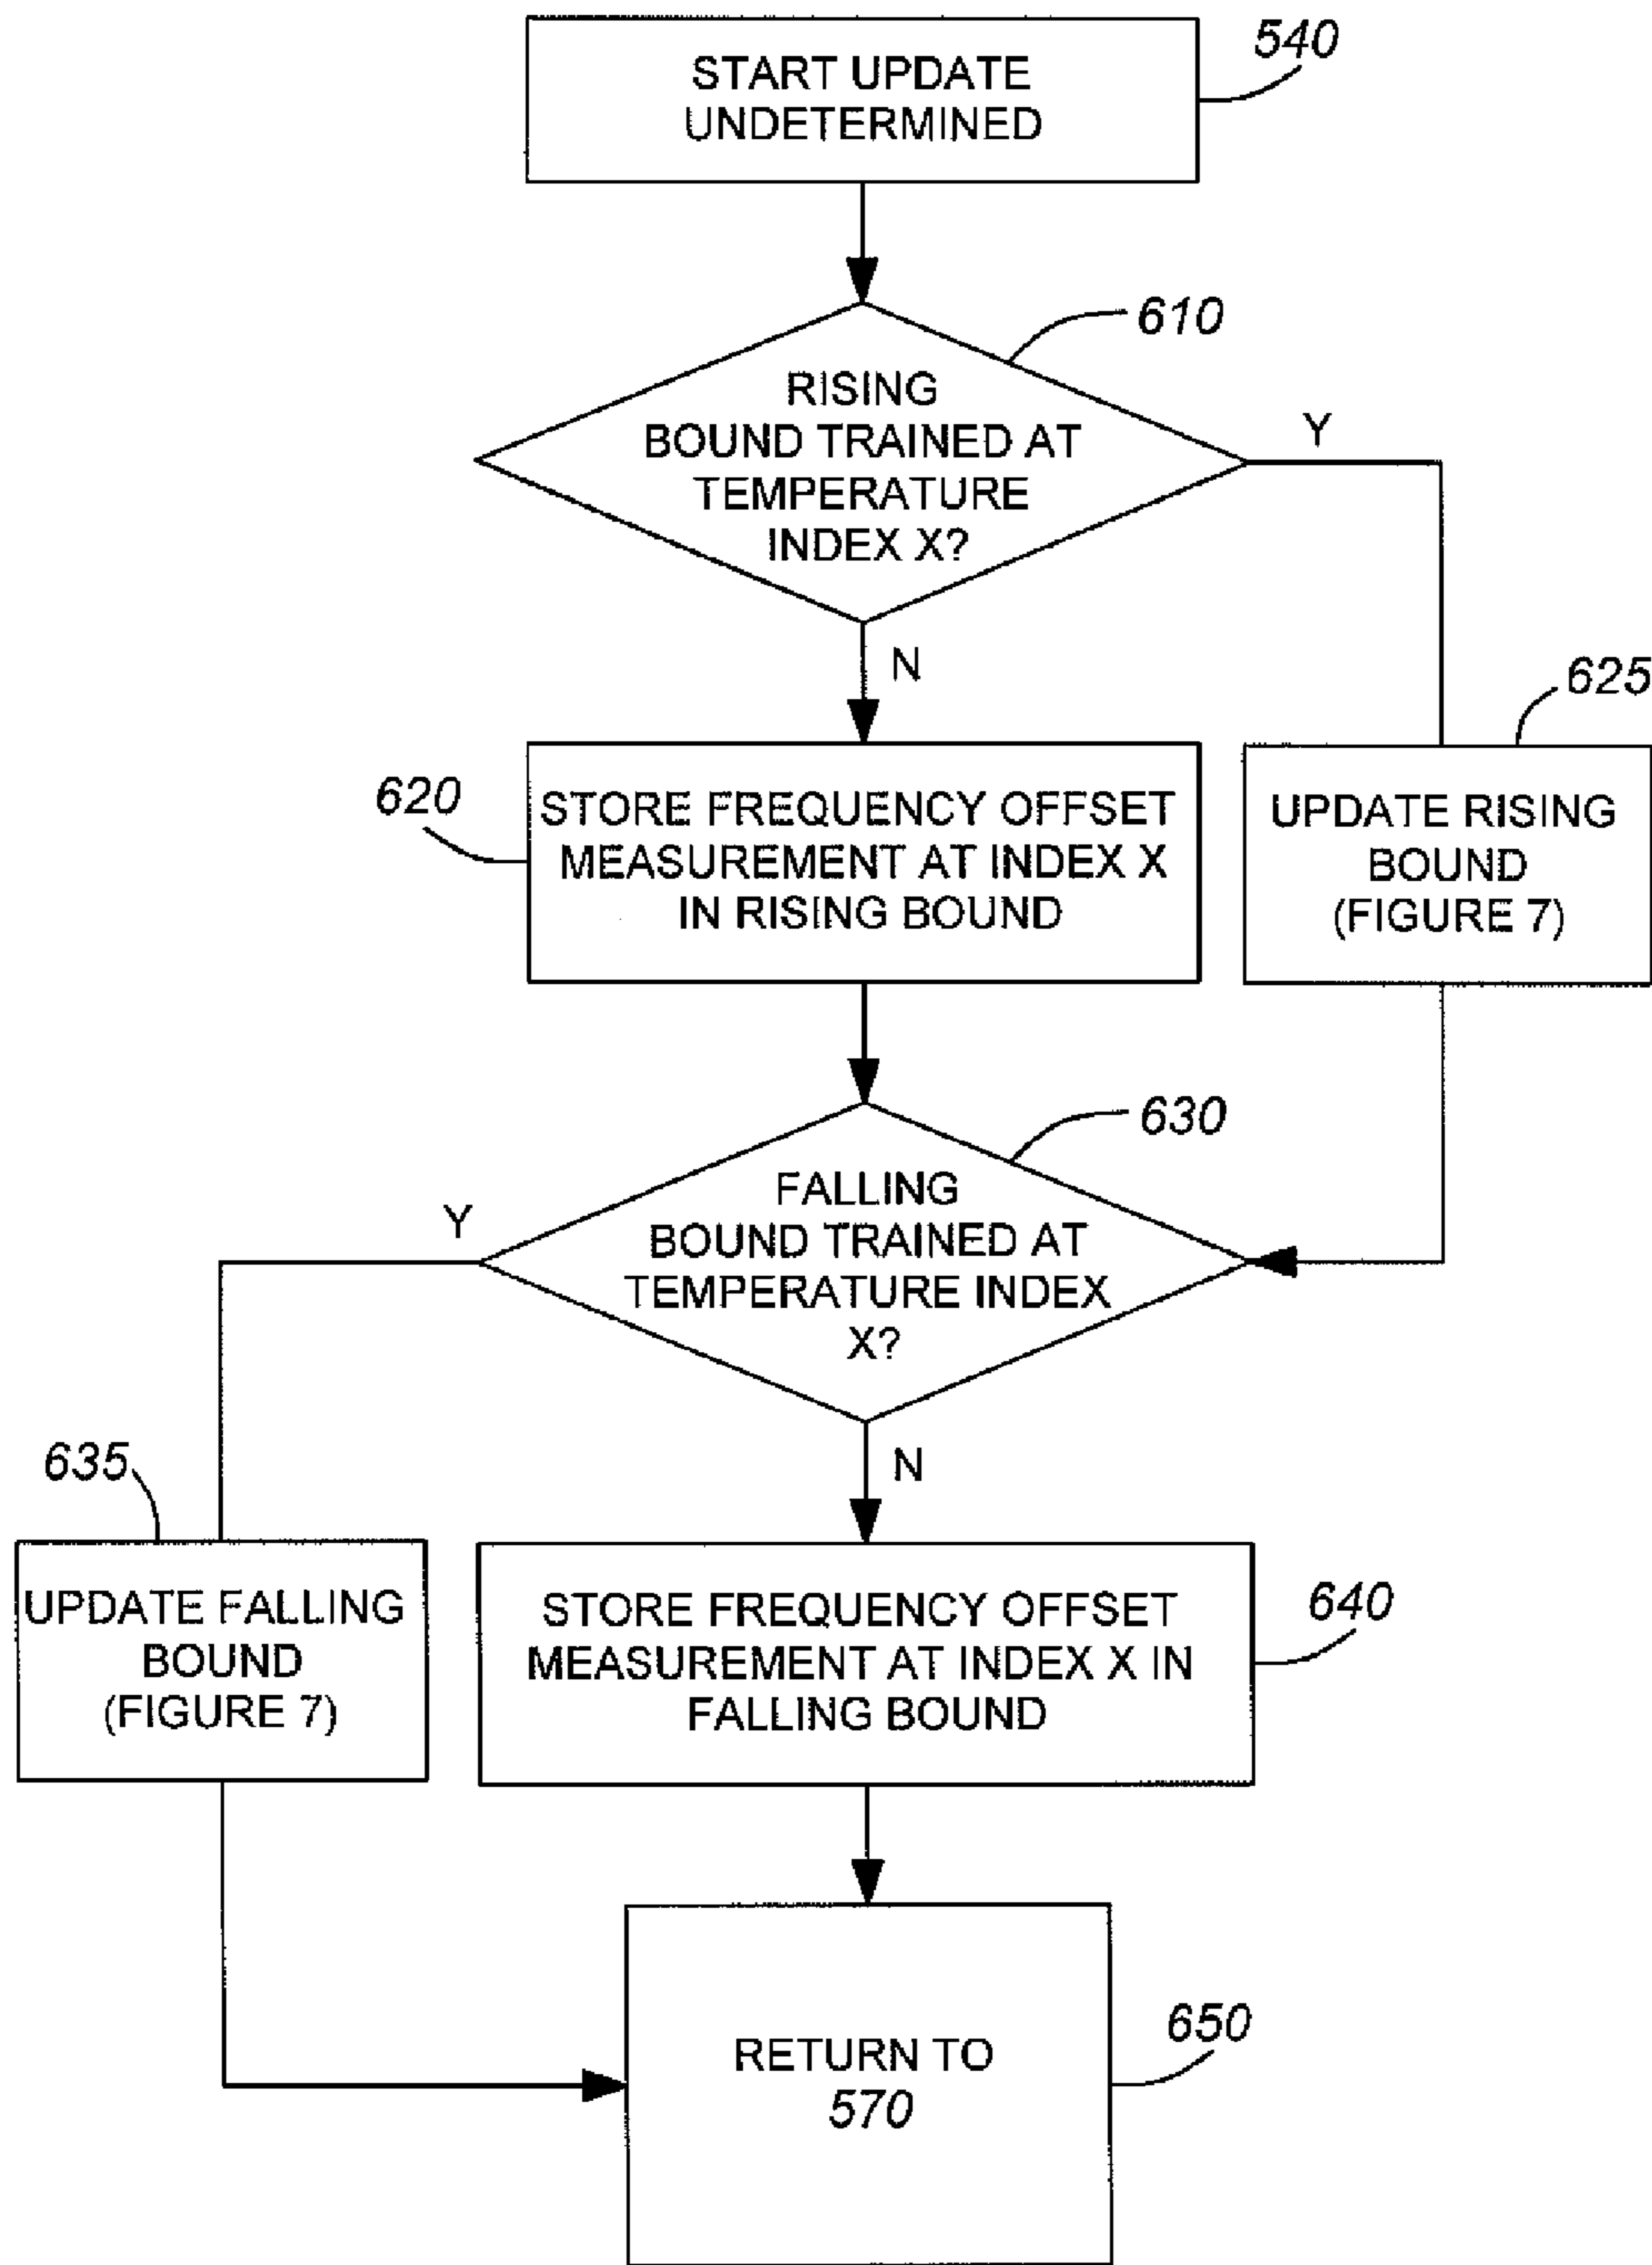 START UPDATE
UNDETERMINED
540
610
RISING
BOUND TRAINED AT
TEMPERATURE
INDEX X?
Y
N
625
620
STORE FREQUENCY OFFSET
MEASUREMENT AT INDEX X
IN RISING BOUND
UPDATE RISING
BOUND
(FIGURE 7)
630
FALLING
BOUND TRAINED AT
TEMPERATURE INDEX
X?
Y
N
635
UPDATE FALLING
BOUND
(FIGURE 7)
STORE FREQUENCY OFFSET
MEASUREMENT AT INDEX X IN
FALLING BOUND
640
RETURN TO
570
650